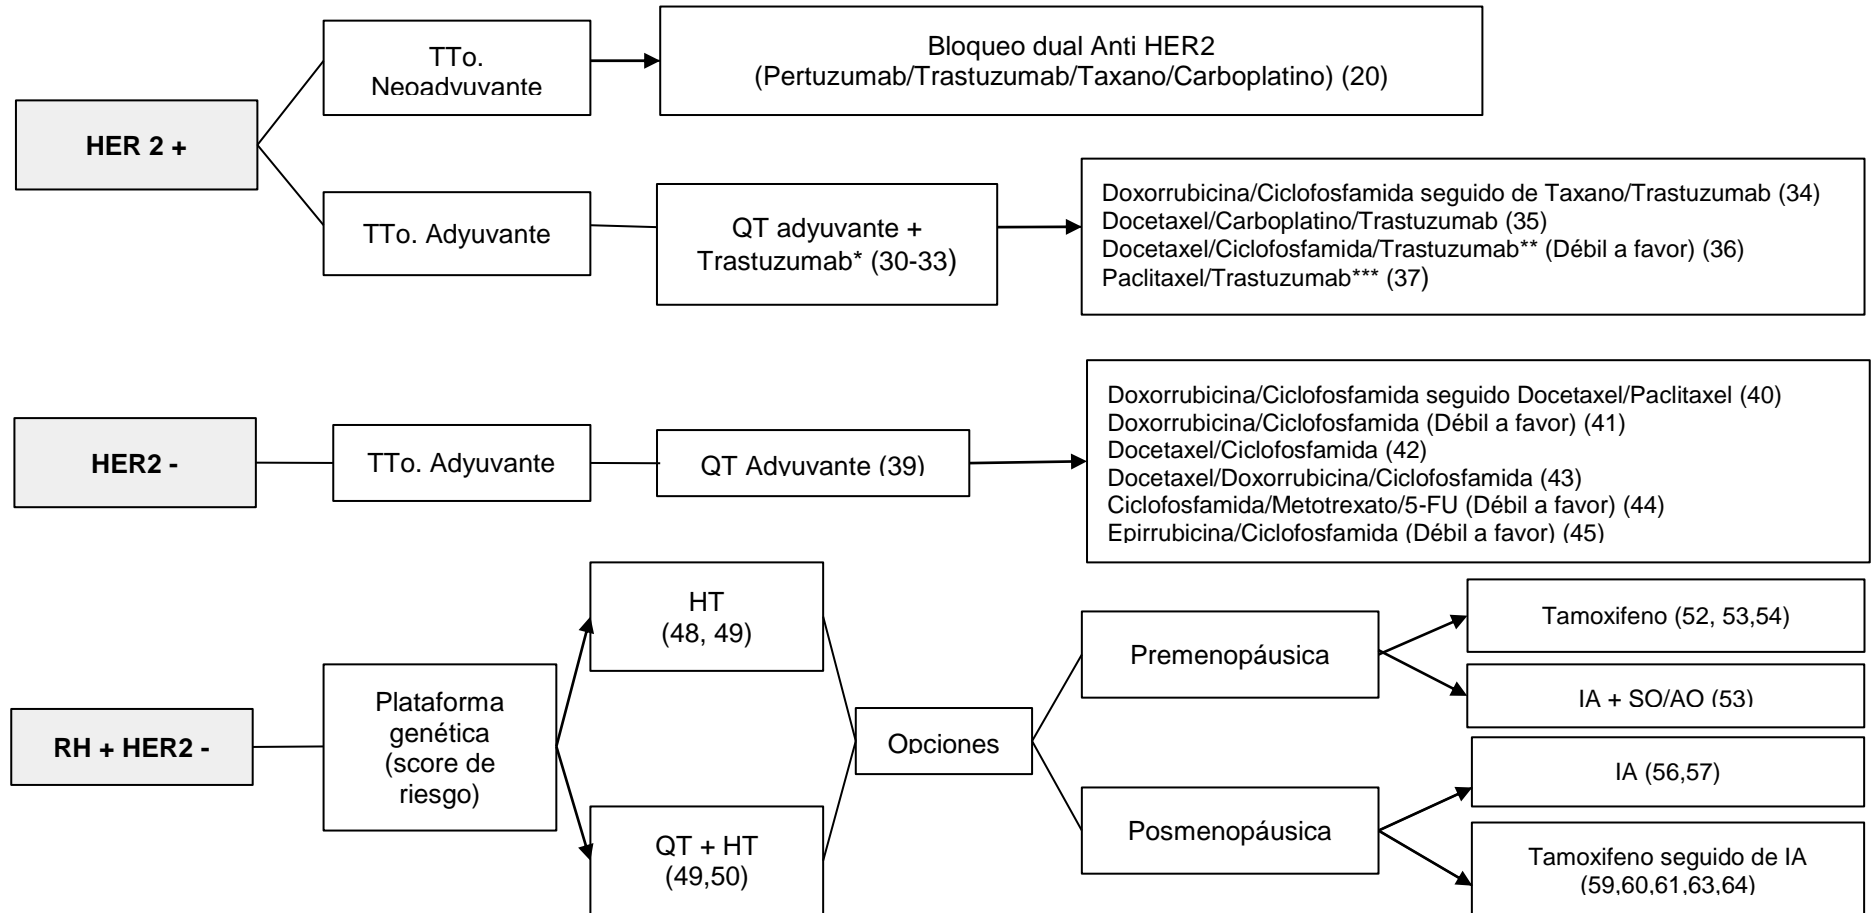 HER 2 +
TTo.
Neoadyuvante
Bloqueo dual Anti HER2
(Pertuzumab/Trastuzumab/Taxano/Carboplatino) (20)
TTo. Adyuvante
QT adyuvante +
Trastuzumab* (30-33)
Doxorrubicina/Ciclofosfamida seguido de Taxano/Trastuzumab (34)
Docetaxel/Carboplatino/Trastuzumab (35)
Docetaxel/Ciclofosfamida/Trastuzumab** (Débil a favor) (36)
Paclitaxel/Trastuzumab*** (37)
HER2 -
TTo. Adyuvante
QT Adyuvante (39)
Doxorrubicina/Ciclofosfamida seguido Docetaxel/Paclitaxel (40)
Doxorrubicina/Ciclofosfamida (Débil a favor) (41)
Docetaxel/Ciclofosfamida (42)
Docetaxel/Doxorrubicina/Ciclofosfamida (43)
Ciclofosfamida/Metotrexato/5-FU (Débil a favor) (44)
Epirrubicina/Ciclofosfamida (Débil a favor) (45)
RH + HER2 -
Plataforma
genética
(score de
riesgo)
HT
(48, 49)
QT + HT
(49,50)
Opciones
Premenopáusica
Tamoxifeno (52, 53,54)
IA + SO/AO (53)
Posmenopáusica
IA (56,57)
Tamoxifeno seguido de IA
(59,60,61,63,64)